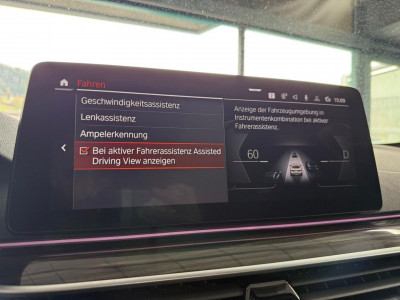 Fahren
15:09
Geschwindigkeitsassistenz
Lenkassistenz
Ampelerkennung
Bei aktiver Fahrerassistenz Assisted
Driving View anzeigen
Anzeige der Fahrzeugumgebung in
Instrumentenkombination bei aktiver
Fahrerassistenz.
60
D